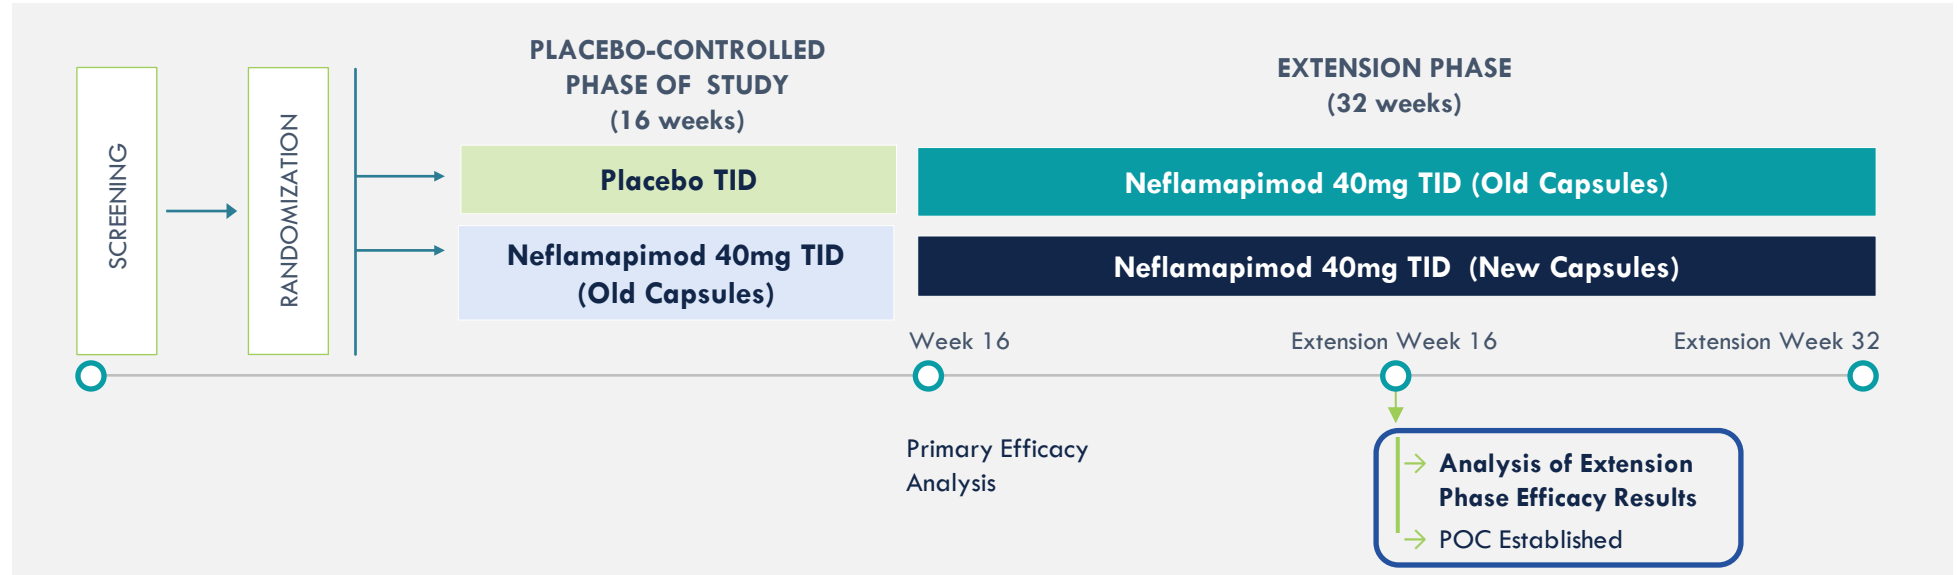 SCREENING
RANDOMIZATION
PLACEBO-CONTROLLED
PHASE OF STUDY
(16 weeks)
Placebo TID
Neflamapimod 40mg TID
(Old Capsules)
EXTENSION PHASE
(32 weeks)
Neflamapimod 40mg TID (Old Capsules)
Neflamapimod 40mg TID (New Capsules)
Week 16
Extension Week 16
Extension Week 32
Primary Efficacy
Analysis
Analysis of Extension
Phase Efficacy Results
POC Established